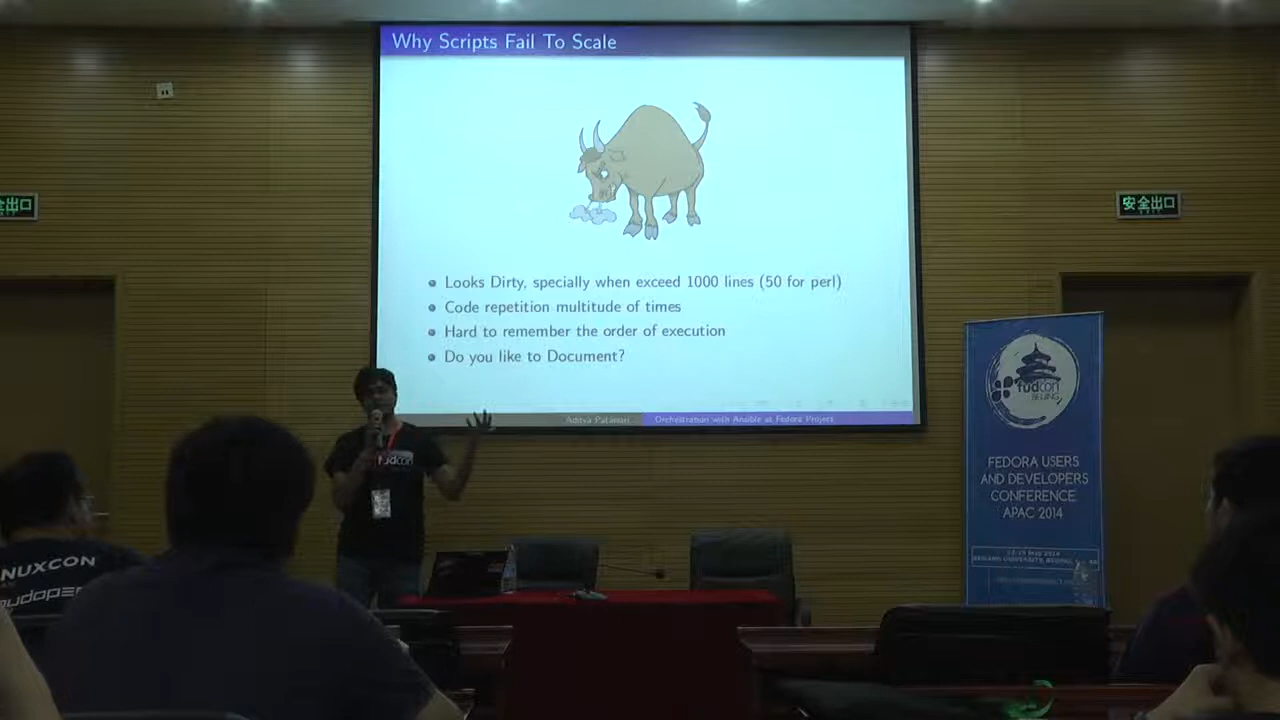 Why Scripts Fail To Scale
Looks Dirty, specially when exceed 1000 lines (50 for perl)
Code repetition multitude of times
Hard to remember the order of execution
Do you like to Document?
Orchestration with Ansible at Fedora Project
全出口
安全出口
fudcon
BEIJING
FEDORA USERS
AND DEVELOPERS
CONFERENCE
APAC 2014
fudcon
NUXCON